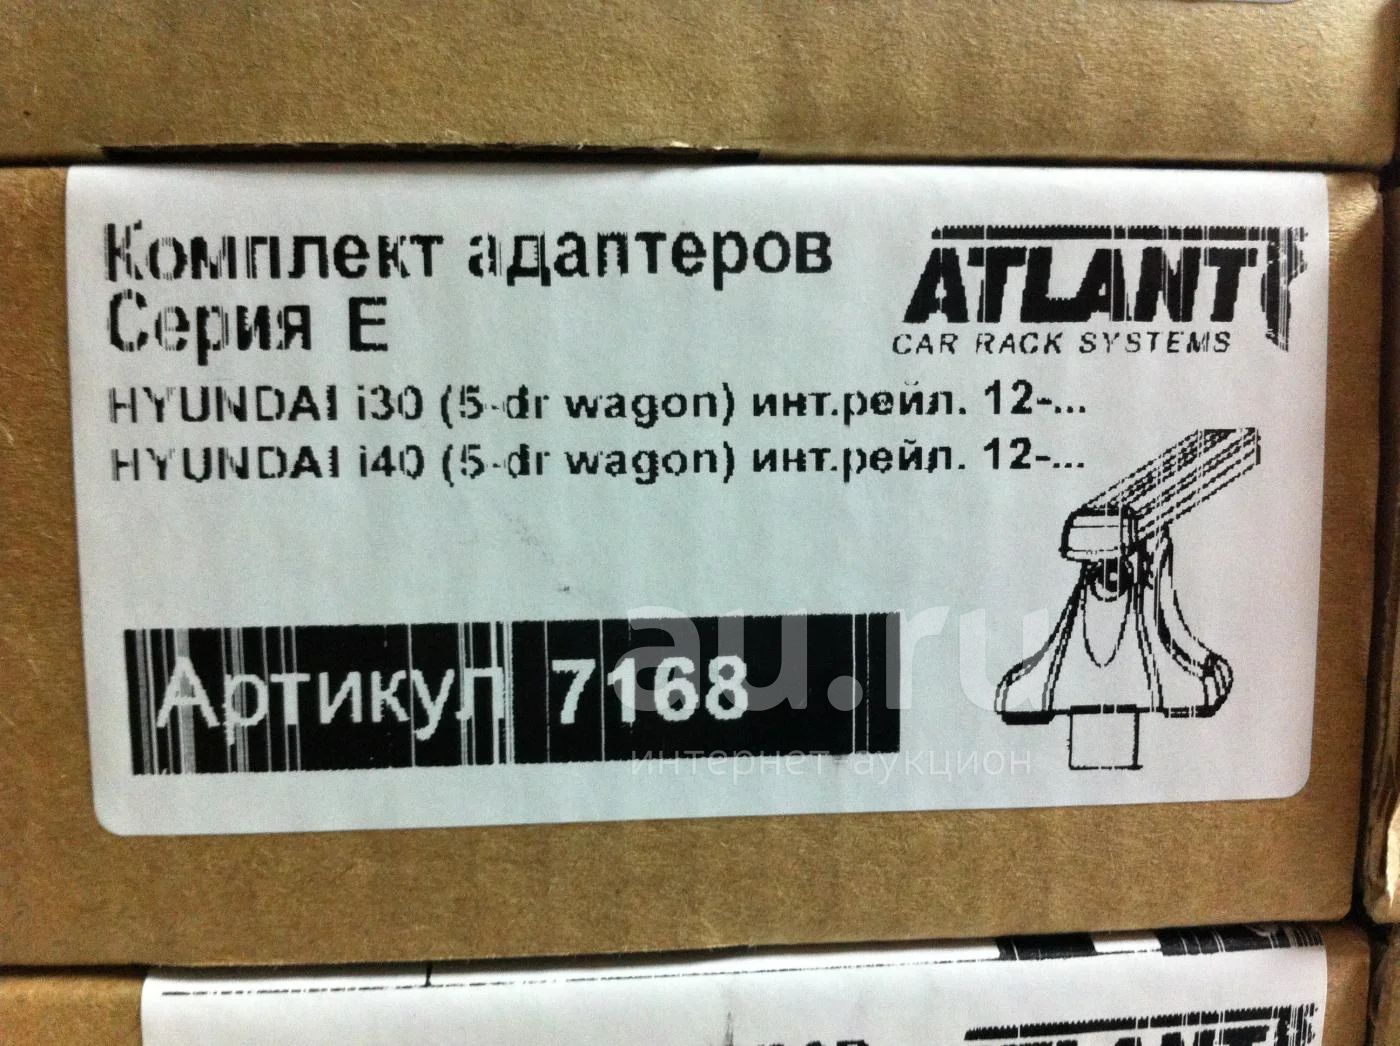 Комплект адаптеров
Серия Е
ATLANT
CAR RACK SYSTEMS
HYUNDAI i30 (5-dr wagon) инт.рейл. 12-...
HYUNDAI i40 (5-dr wagon) инт.рейл. 12-...
Артикул 7168
au.ru
интернет аукцион
ATLANT